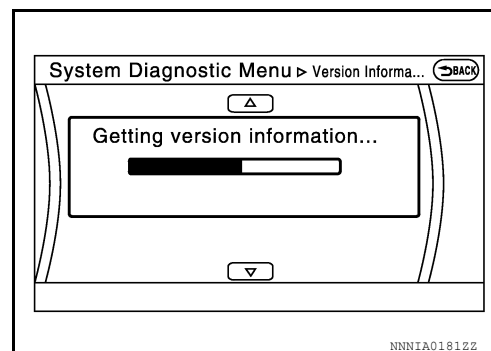 System Diagnostic Menu ▷ Version Informa... BACK
Getting version information...
NNNIA0181ZZ